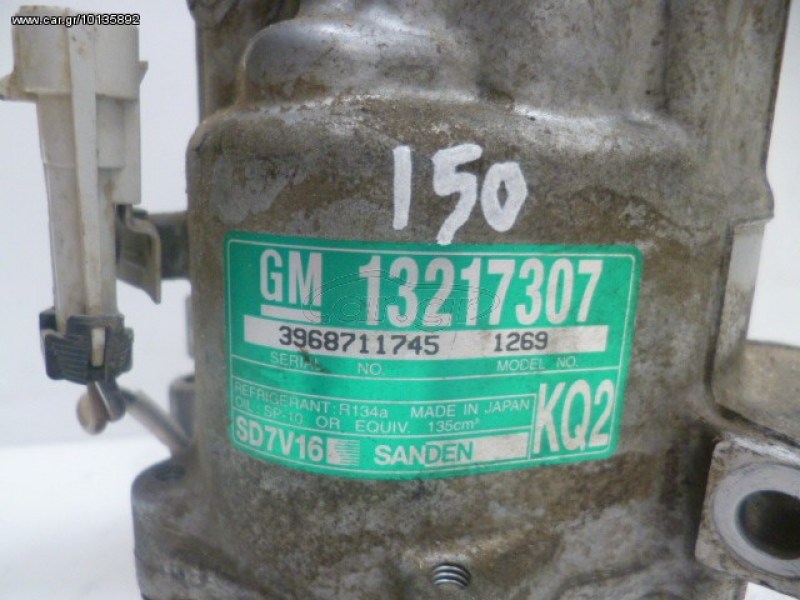 www.car.gr/10135892
150
GM 13217307
3968711745 1269
SERIAL NO. MODEL NO.
REFRIGERANT: R134a MADE IN JAPAN
OIL: SP-10 OR EQUIV. 135cm³
KQ2
SD7V16 SANDEN